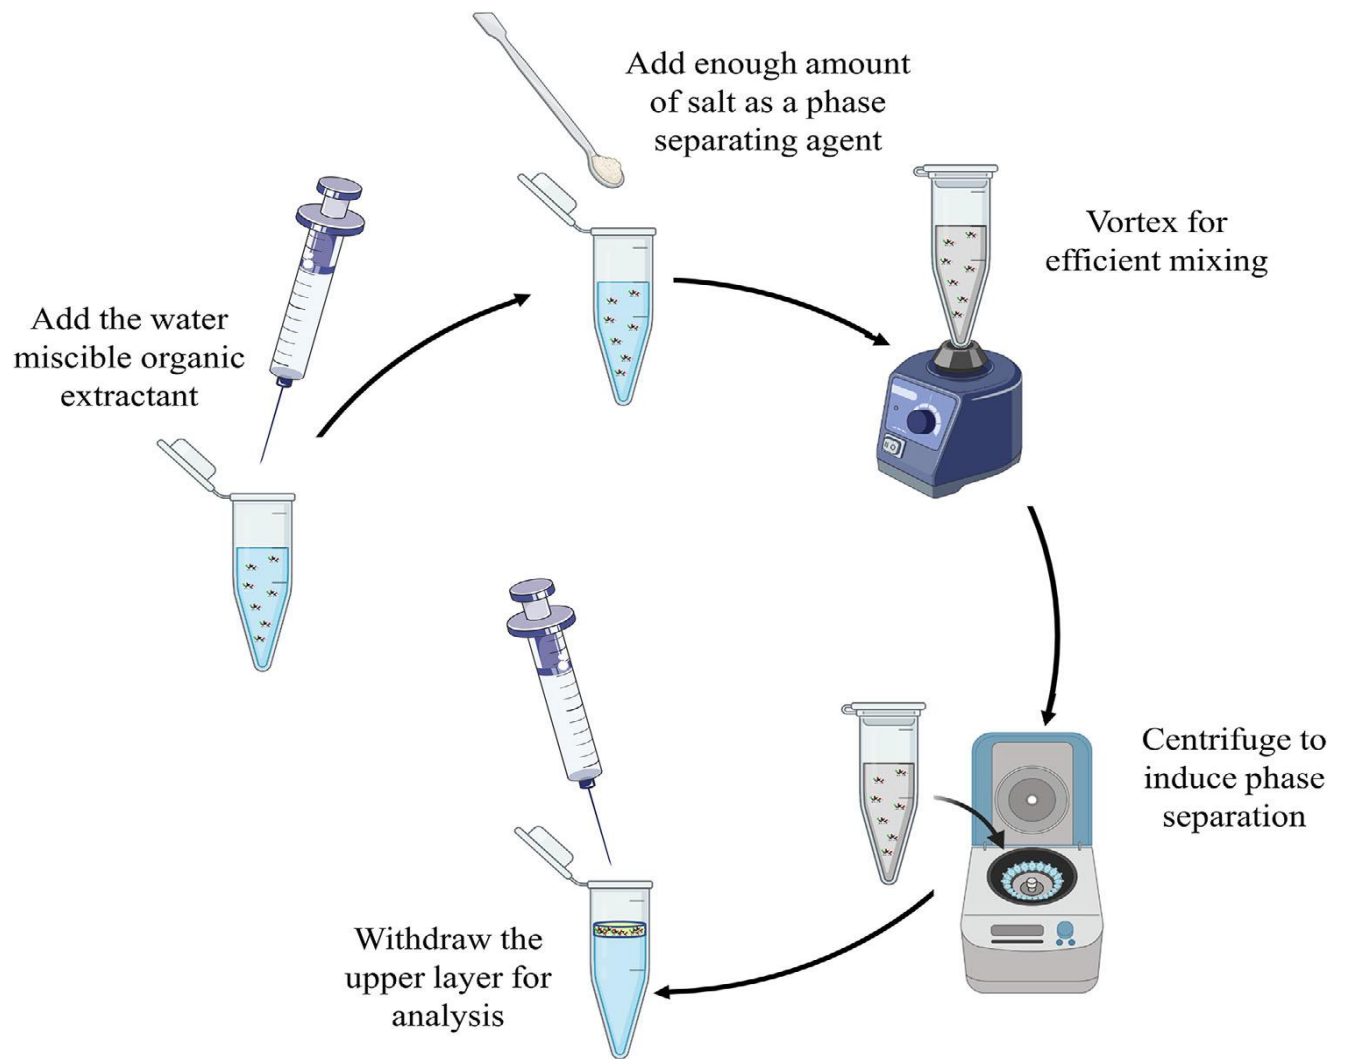 Add the water
miscible organic
extractant
Add enough amount
of salt as a phase
separating agent
Vortex for
efficient mixing
Centrifuge to
induce phase
separation
Withdraw the
upper layer for
analysis